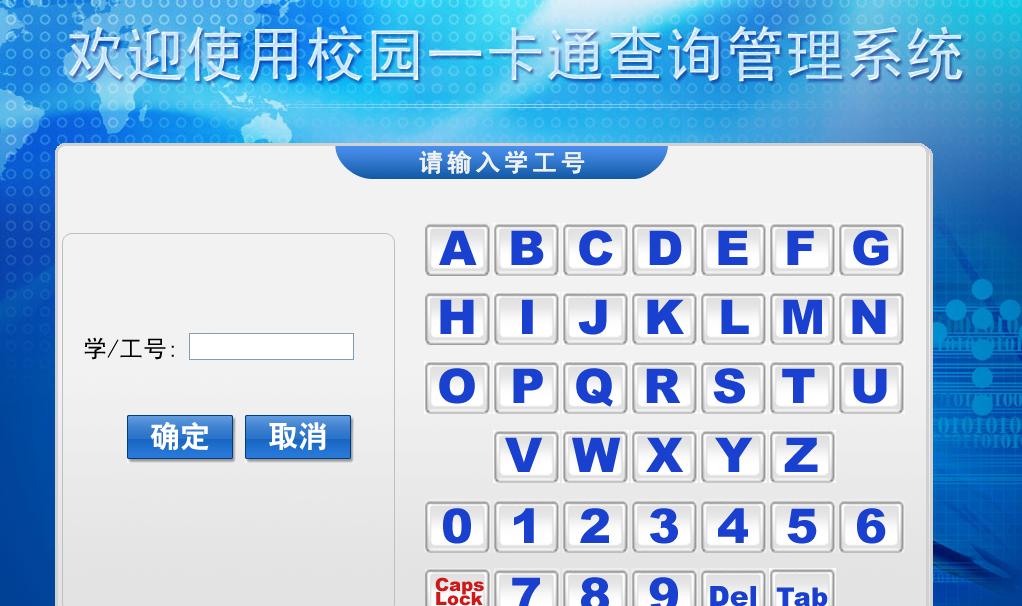 欢迎使用校园一卡通查询管理系统
请输入学工号
A B C D E F G
H I J K L M N
学/工号:
O P Q R S T U
确定 取消
V W X Y Z
0 1 2 3 4 5 6
Caps Lock 7 8 9 Del Tab